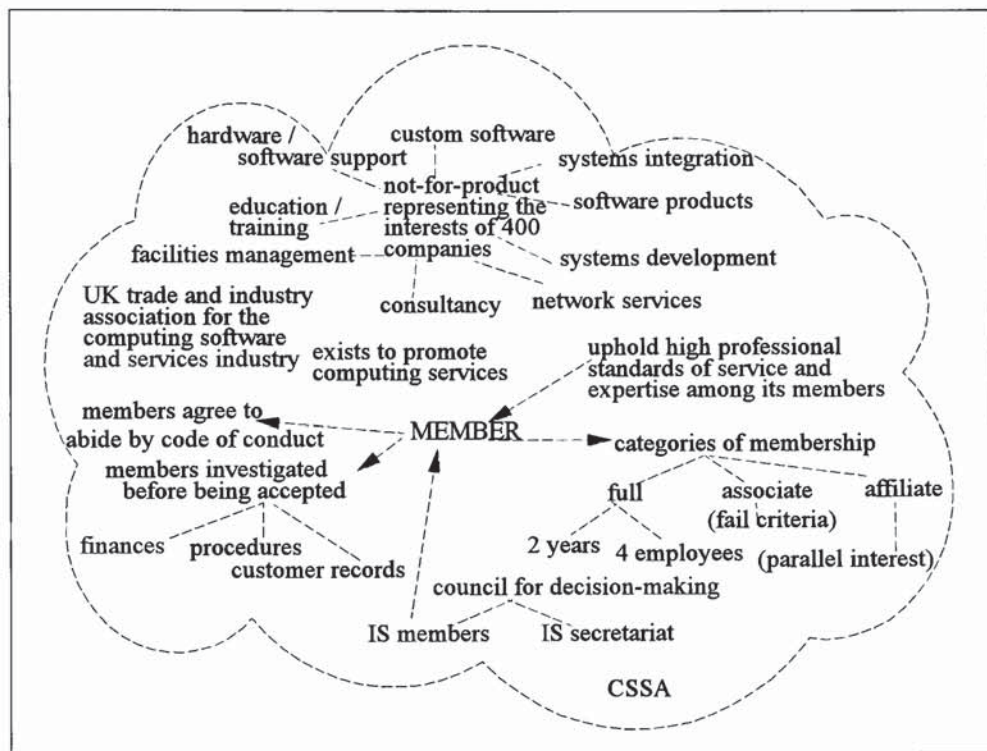 hardware /
software support
custom software
systems integration
not-for-product
representing the
interests of 400
companies
software products
education /
training
facilities management
systems development
consultancy
network services
UK trade and industry
association for the
computing software
and services industry
exists to promote
computing services
uphold high professional
standards of service and
expertise among its members
members agree to
abide by code of conduct
MEMBER
categories of membership
members investigated
before being accepted
full
associate
(fail criteria)
affiliate
(parallel interest)
2 years
4 employees
finances
procedures
customer records
council for decision-making
IS members
IS secretariat
CSSA